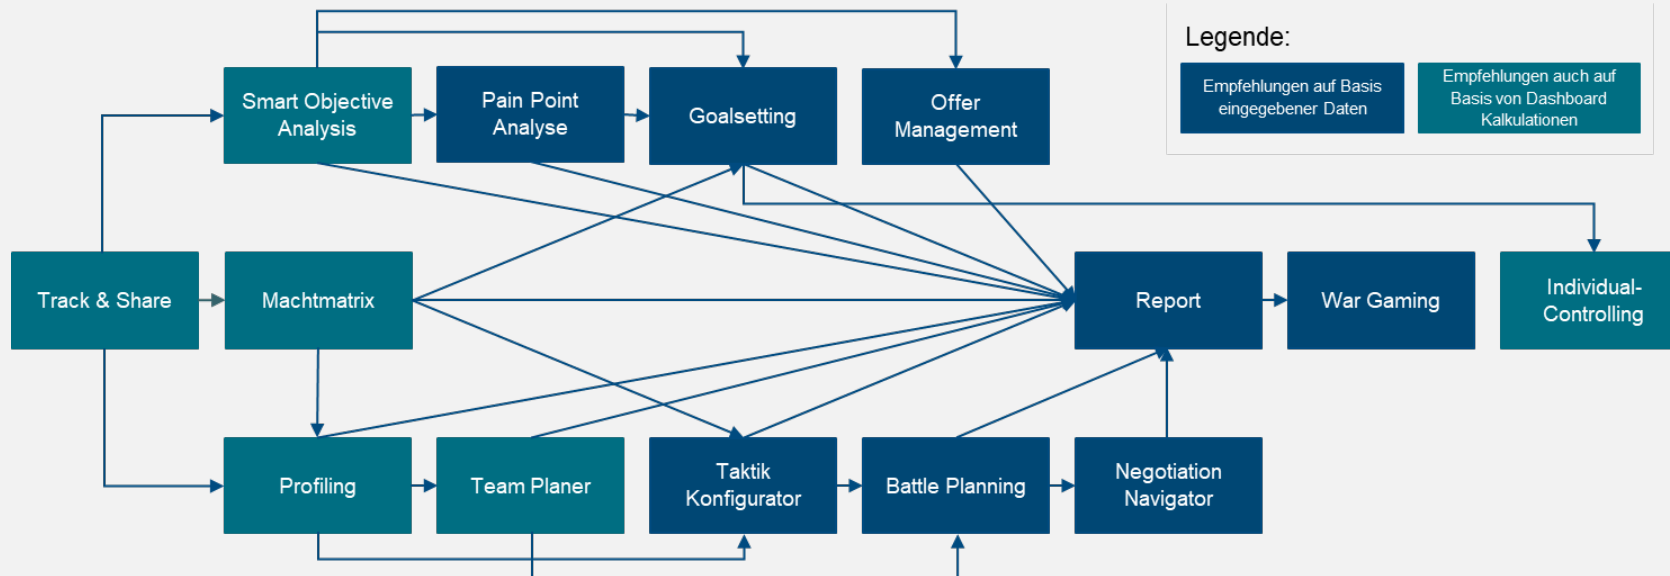 Legende:
Empfehlungen auf Basis
eingegebener Daten
Empfehlungen auch auf
Basis von Dashboard
Kalkulationen
Smart Objective
Analysis
Pain Point
Analyse
Goalsetting
Offer
Management
Track & Share
Machtmatrix
Report
War Gaming
Individual-
Controlling
Profiling
Team Planer
Taktik
Konfigurator
Battle Planning
Negotiation
Navigator